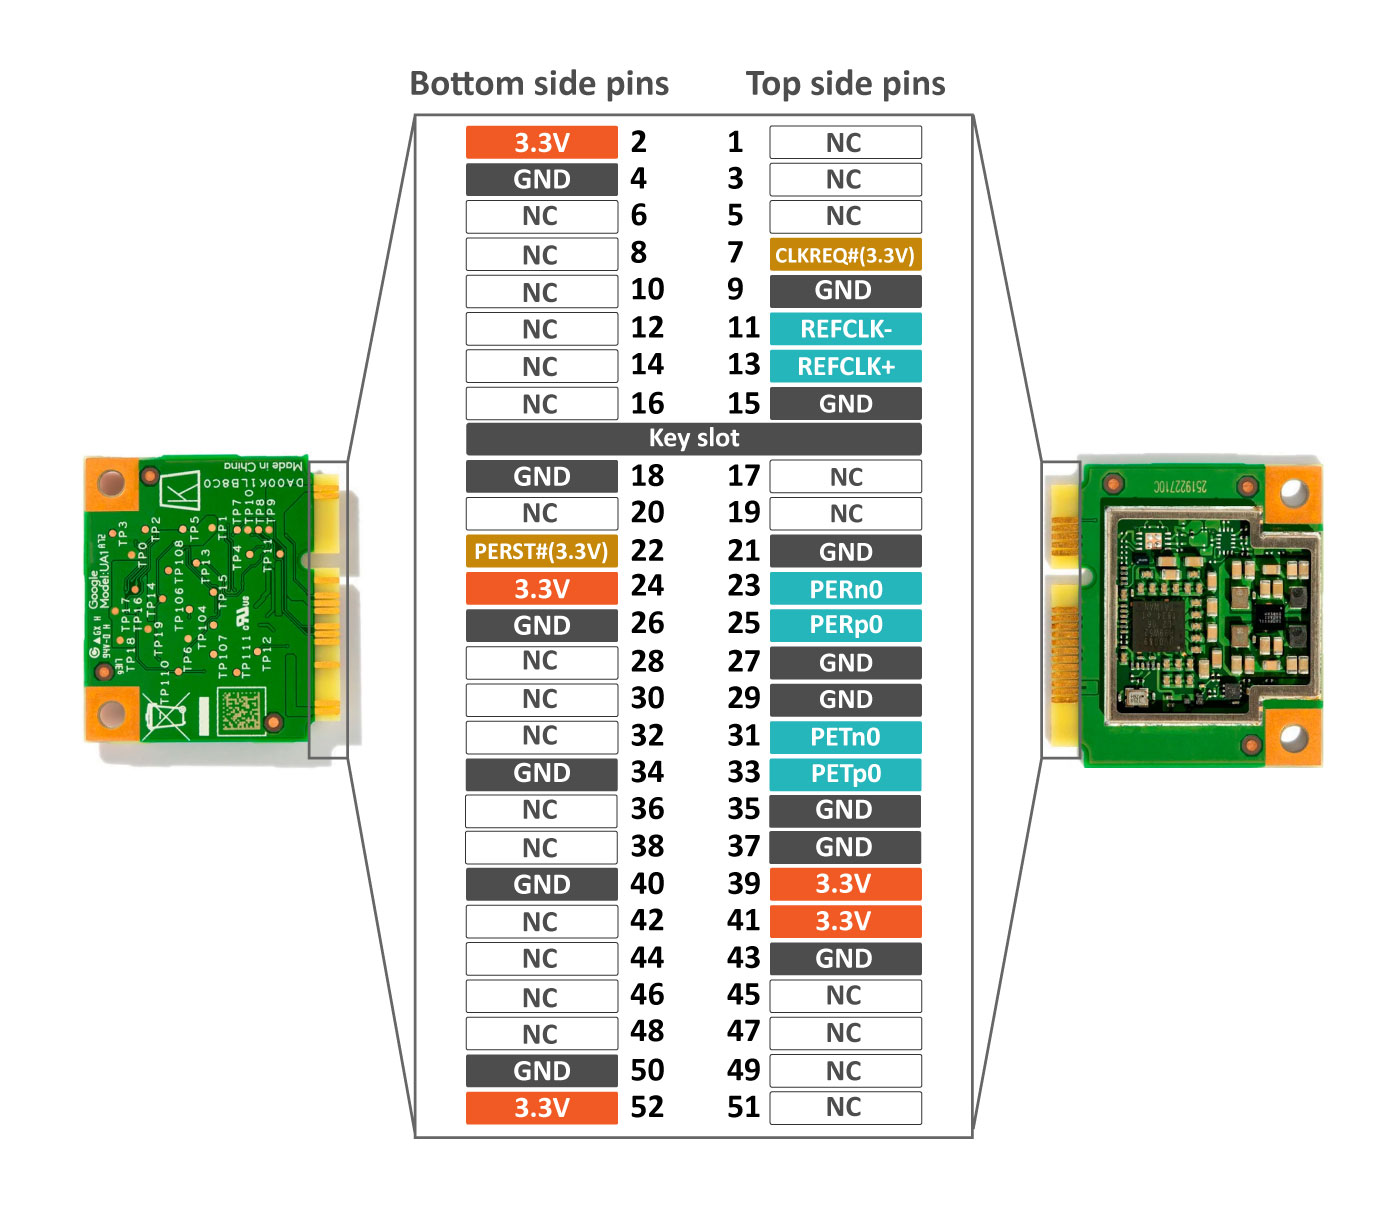 Bottom side pins Top side pins
3.3V 2 1 NC
GND 4 3 NC
NC 6 5 NC
NC 8 7 CLKREQ#(3.3V)
NC 10 9 GND
NC 12 11 REFCLK-
NC 14 13 REFCLK+
NC 16 15 GND
Key slot
GND 18 17 NC
NC 20 19 NC
PERST#(3.3V) 22 21 GND
3.3V 24 23 PERn0
GND 26 25 PERp0
NC 28 27 GND
NC 30 29 GND
NC 32 31 PETn0
GND 34 33 PETp0
NC 36 35 GND
NC 38 37 GND
GND 40 39 3.3V
NC 42 41 3.3V
NC 44 43 GND
NC 46 45 NC
NC 48 47 NC
GND 50 49 NC
3.3V 52 51 NC
Made in China
DA00K1LB8C0
K
TP3
TP2
TP5
TP1
TP7
TP10
TP8
TP9
TP0
TP108
TP13
TP4
TP11
Google
Model:UA1
TP17
TP16
TP14
TP106
TP15
TP18
TP19
TP104
TP6
TP107
TP111
TP12
TP110
251922710C